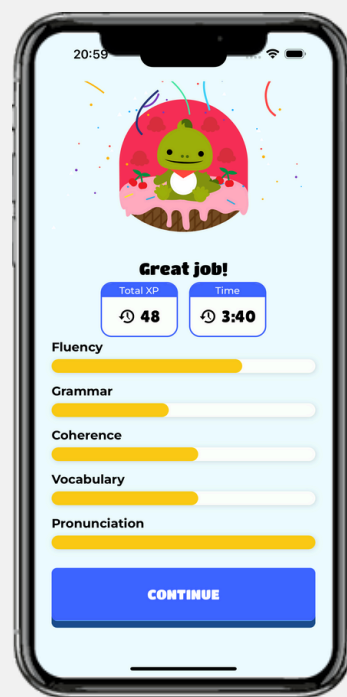 20:59
Great job!
Total XP
Time
48
3:40
Fluency
Grammar
Coherence
Vocabulary
Pronunciation
CONTINUE